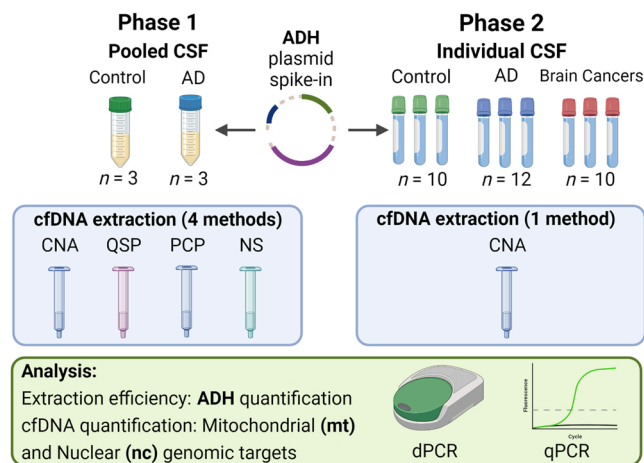 Phase 1
Pooled CSF
Control AD
n = 3 n = 3
ADH
plasmid
spike-in
Phase 2
Individual CSF
Control AD Brain Cancers
n = 10 n = 12 n = 10
cfDNA extraction (4 methods)
CNA QSP PCP NS
cfDNA extraction (1 method)
CNA
Analysis:
Extraction efficiency: ADH quantification
cfDNA quantification: Mitochondrial (mt)
and Nuclear (nc) genomic targets
dPCR
Fluorescence
Cycle
qPCR